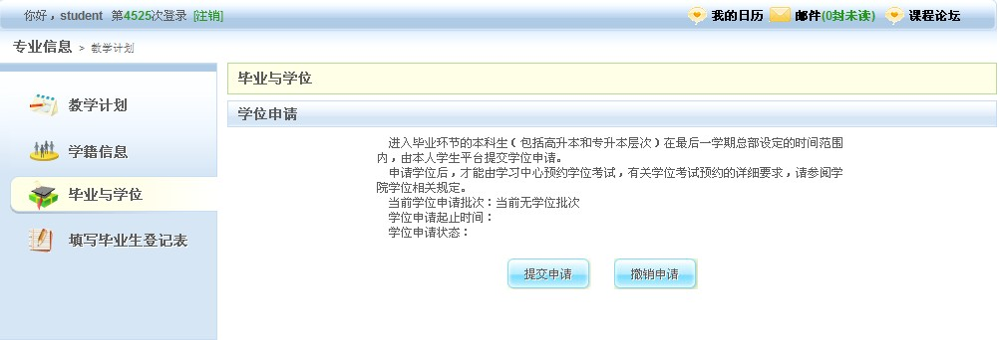 你好，student 第4525次登录 [注销] 我的日历 邮件(0封未读) 课程论坛
专业信息 > 教学计划
毕业与学位
教学计划
学籍信息
毕业与学位
填写毕业生登记表
学位申请
进入毕业环节的本科生（包括高升本和专升本层次）在最后一学期总部设定的时间范围
内，由本人学生平台提交学位申请。
申请学位后，才能由学习中心预约学位考试，有关学位考试预约的详细要求，请参阅学
院学位相关规定。
当前学位申请批次：当前无学位批次
学位申请起止时间：
学位申请状态：
提交申请 撤销申请